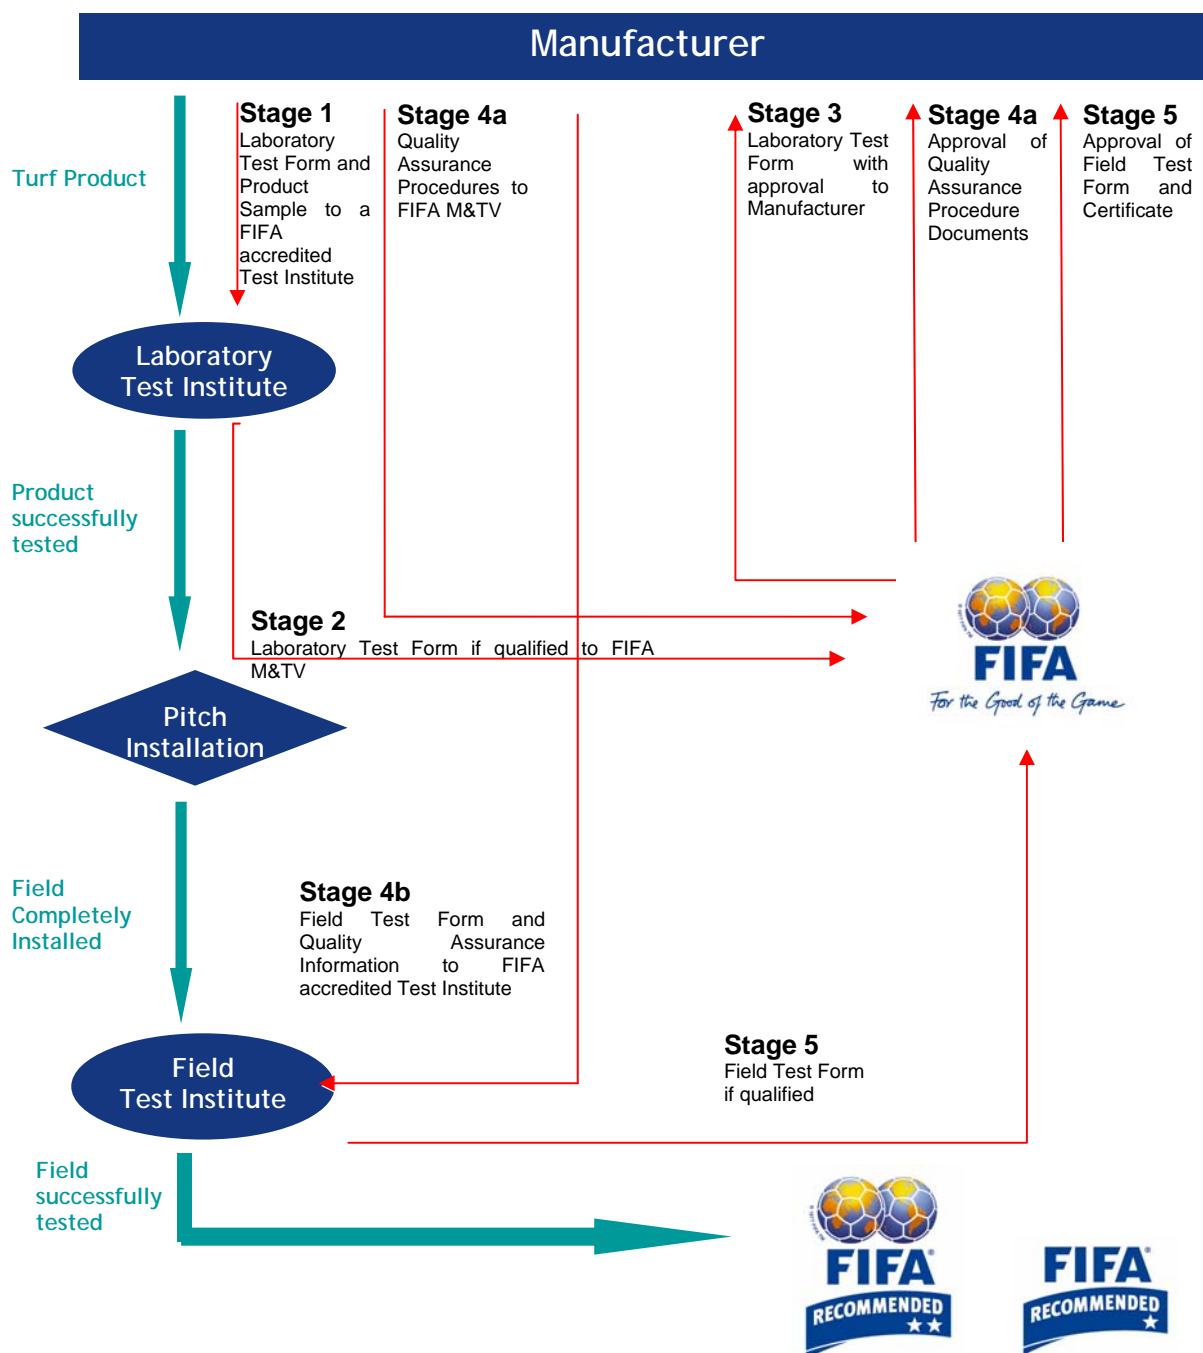 Manufacturer
Turf Product
Stage 1
Laboratory
Test Form and
Product
Sample to a
FIFA
accredited
Test Institute
Stage 4a
Quality
Assurance
Procedures to
FIFA M&TV
Stage 3
Laboratory Test
Form with
approval to
Manufacturer
Stage 4a
Approval of
Quality
Assurance
Procedure
Documents
Stage 5
Approval of
Field Test
Form and
Certificate
Laboratory
Test Institute
Product
successfully
tested
Stage 2
Laboratory Test Form if qualified to FIFA
M&TV
FIFA
For the Good of the Game
Pitch
Installation
Field
Completely
Installed
Stage 4b
Field Test Form and
Quality Assurance
Information to FIFA
accredited Test Institute
Field
Test Institute
Stage 5
Field Test Form
if qualified
Field
successfully
tested
FIFA
RECOMMENDED
FIFA
RECOMMENDED